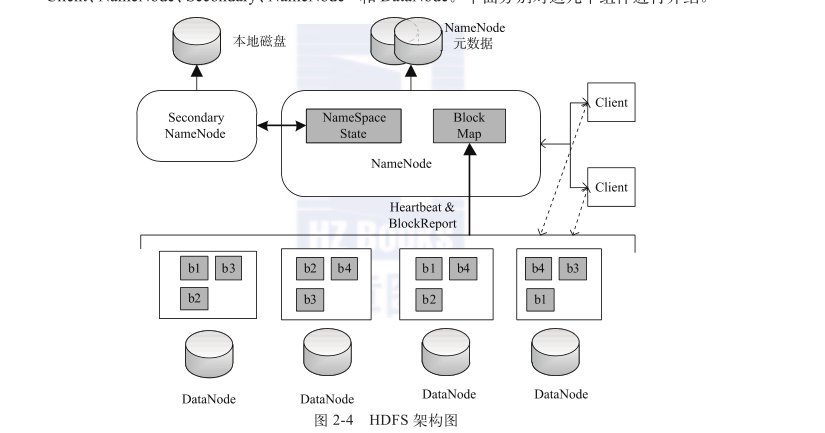 Client、NameNode、Secondary、NameNode 和 DataNode。下面分别对这几个组件进行介绍。
本地磁盘
NameNode
元数据
Secondary
NameNode
NameSpace
State
Block
Map
NameNode
Client
Client
Heartbeat &
BlockReport
HZ BOOKS
b1 b3
b2
b2 b4
b3
b1 b4
b2
b4 b3
b1
DataNode
DataNode
DataNode
DataNode
图 2-4 HDFS 架构图